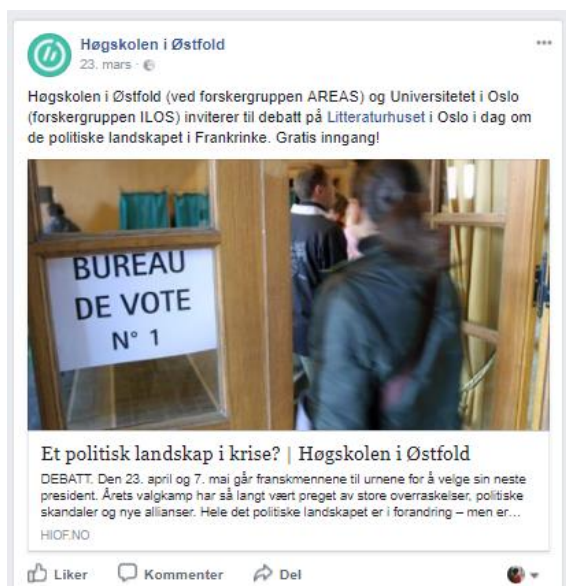 Høgskolen i Østfold
23. mars ·
Høgskolen i Østfold (ved forskergruppen AREAS) og Universitetet i Oslo
(forskergruppen ILOS) inviterer til debatt på Litteraturhuset i Oslo i dag om
de politiske landskapet i Frankrinke. Gratis inngang!
BUREAU
DE VOTE
N° 1
Et politisk landskap i krise? | Høgskolen i Østfold
DEBATT. Den 23. april og 7. mai går franskmennene til urnene for å velge sin neste
president. Årets valgkamp har så langt vært preget av store overraskelser, politiske
skandaler og nye allianser. Hele det politiske landskapet er i forandring – men er...
HIOF.NO
Liker Kommenter Del